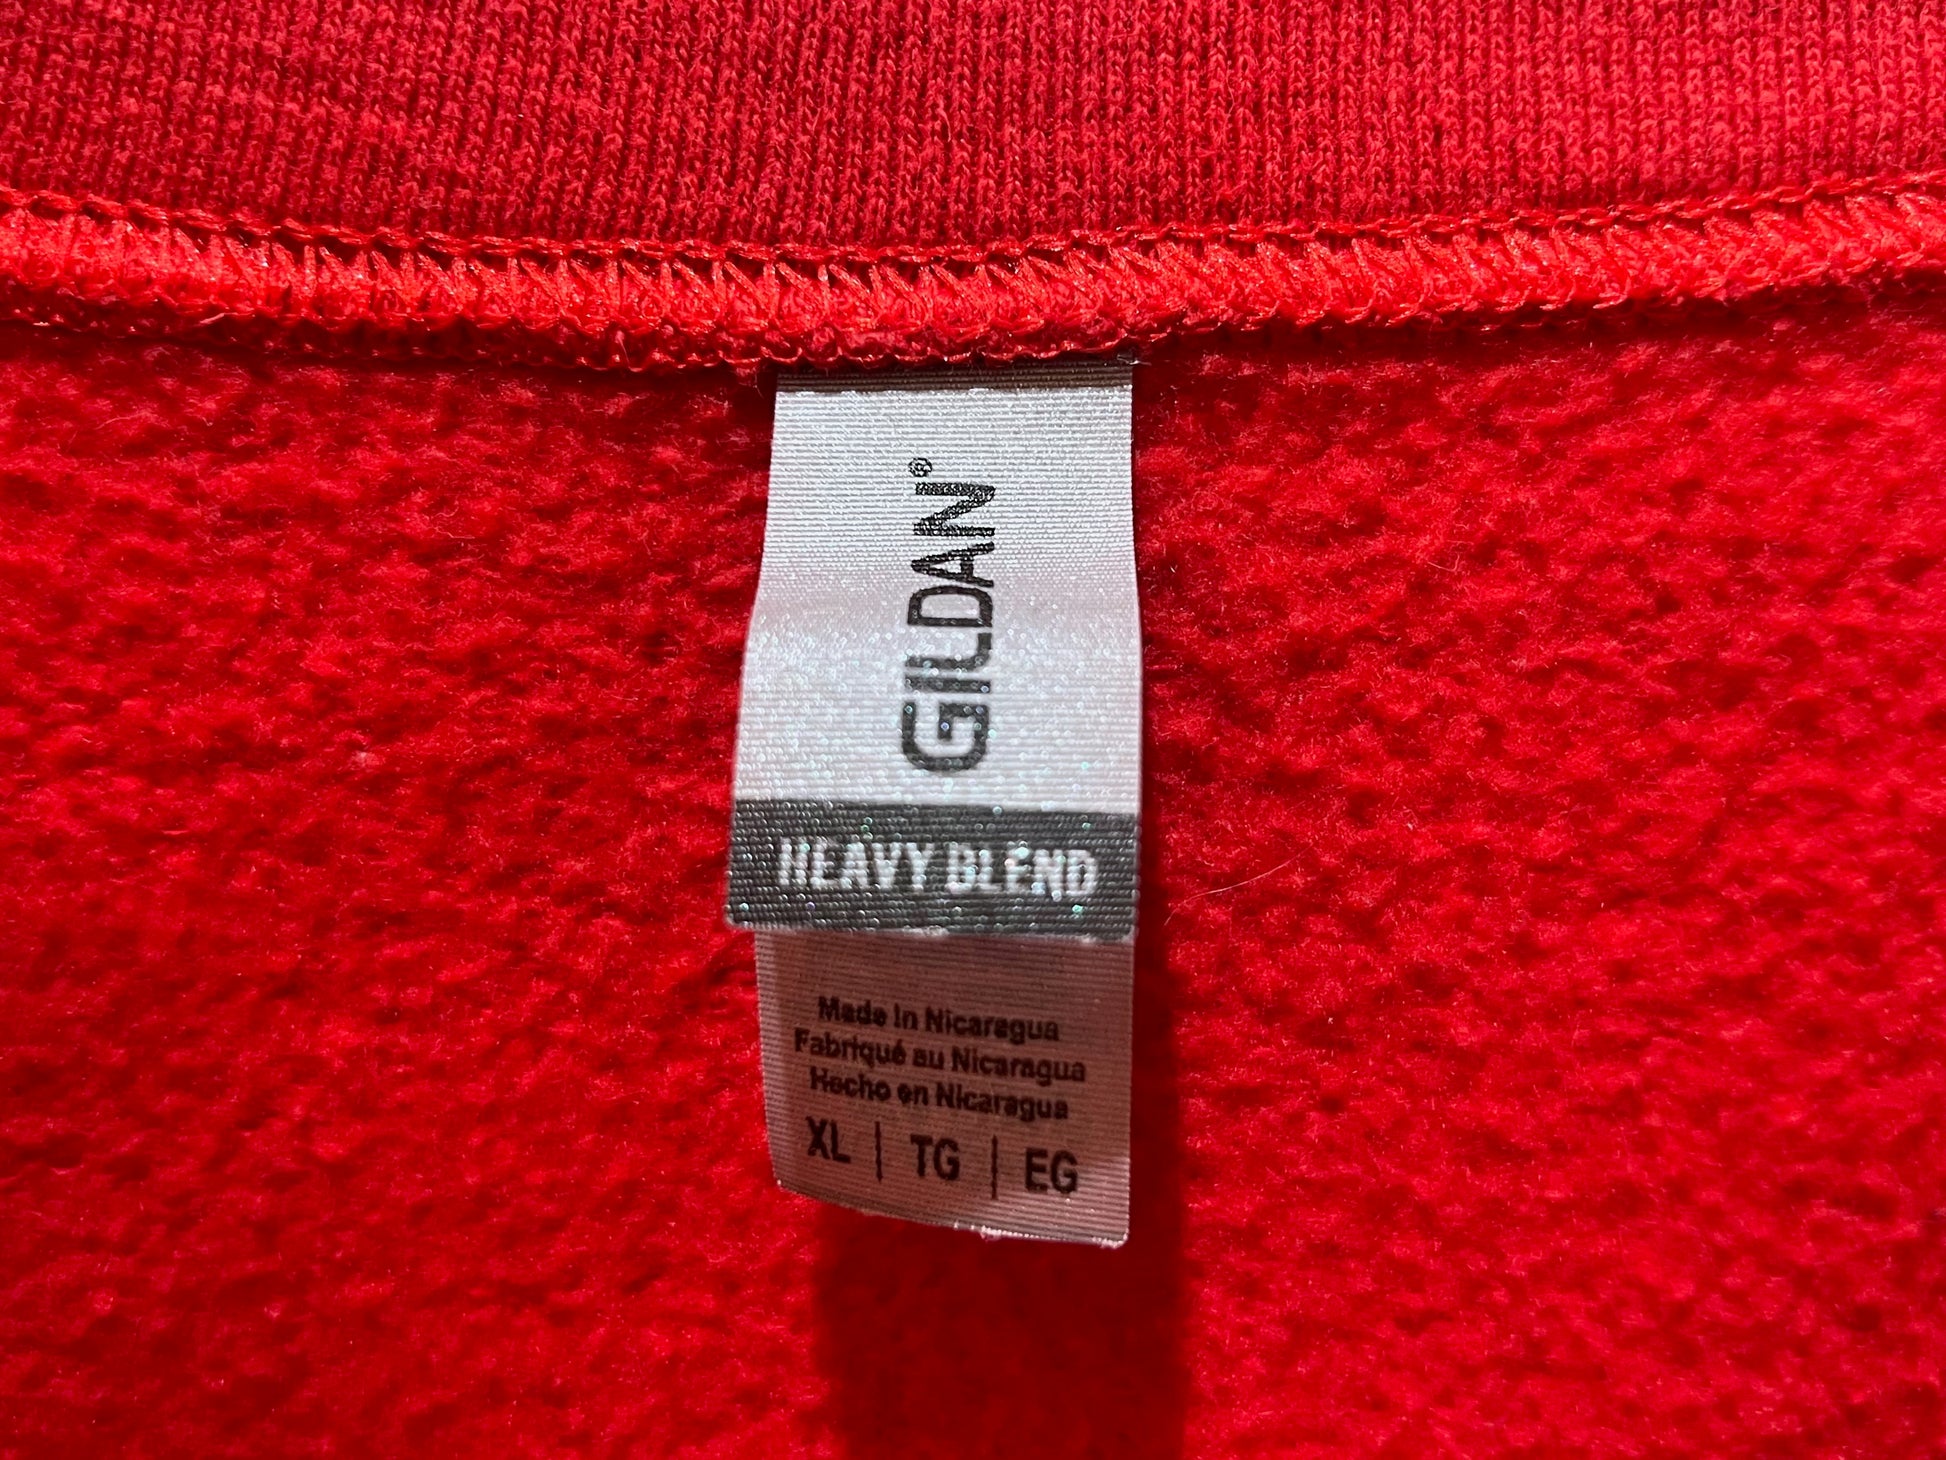 GILDAN®
HEAVY BLEND
Made in Nicaragua
Fabriqué au Nicaragua
Hecho en Nicaragua
XL | TG | EG